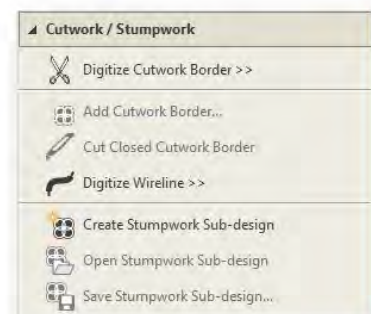 Cutwork / Stumpwork
Digitize Cutwork Border >>
Add Cutwork Border...
Cut Closed Cutwork Border
Digitize Wireline >>
Create Stumpwork Sub-design
Open Stumpwork Sub-design
Save Stumpwork Sub-design...